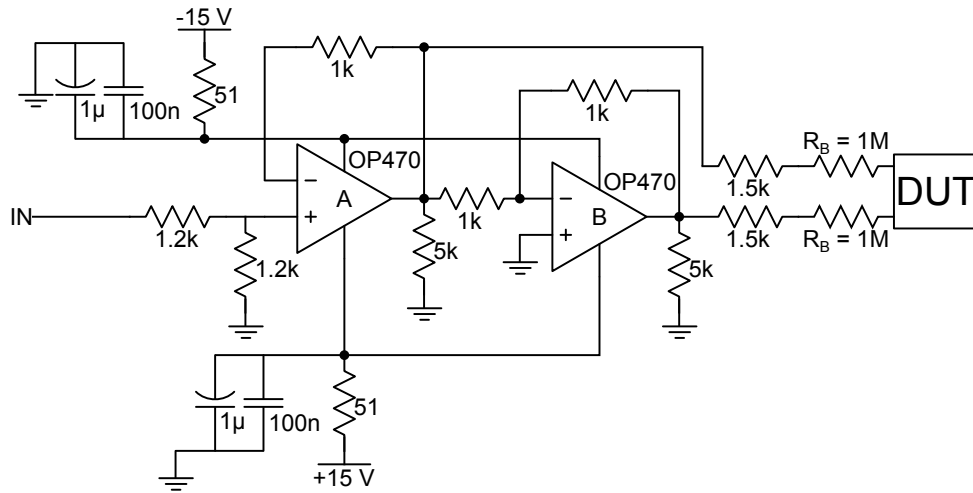 -15 V
1k
1µ
100n
51
1k
OP470
R_B = 1M
−
A
+
1.5k
OP470
−
B
+
DUT
IN
1.2k
1k
1.5k
R_B = 1M
1.2k
5k
5k
1µ
100n
51
+15 V